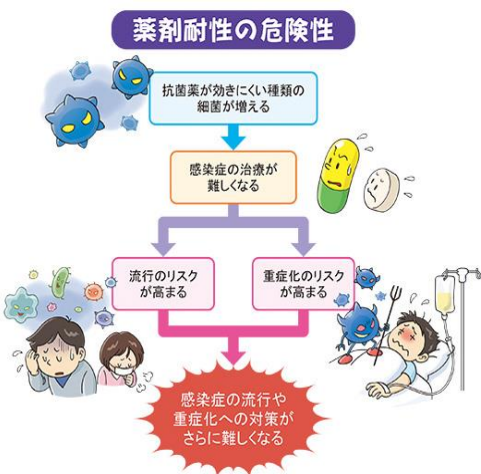 薬剤耐性の危険性
抗菌薬が効きにくい種類の
細菌が増える
感染症の治療が
難しくなる
流行のリスク
が高まる
重症化のリスク
が高まる
感染症の流行や
重症化への対策が
さらに難しくなる